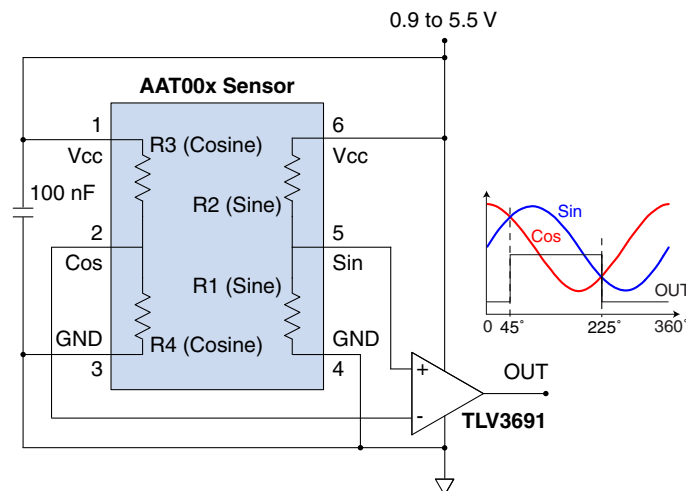 0.9 to 5.5 V
AAT00x Sensor
1
Vcc
R3 (Cosine)
6
Vcc
100 nF
R2 (Sine)
2
Cos
5
Sin
R1 (Sine)
GND
3
R4 (Cosine)
GND
4
+
-
OUT
TLV3691
Sin
Cos
OUT
0 45° 225° 360°